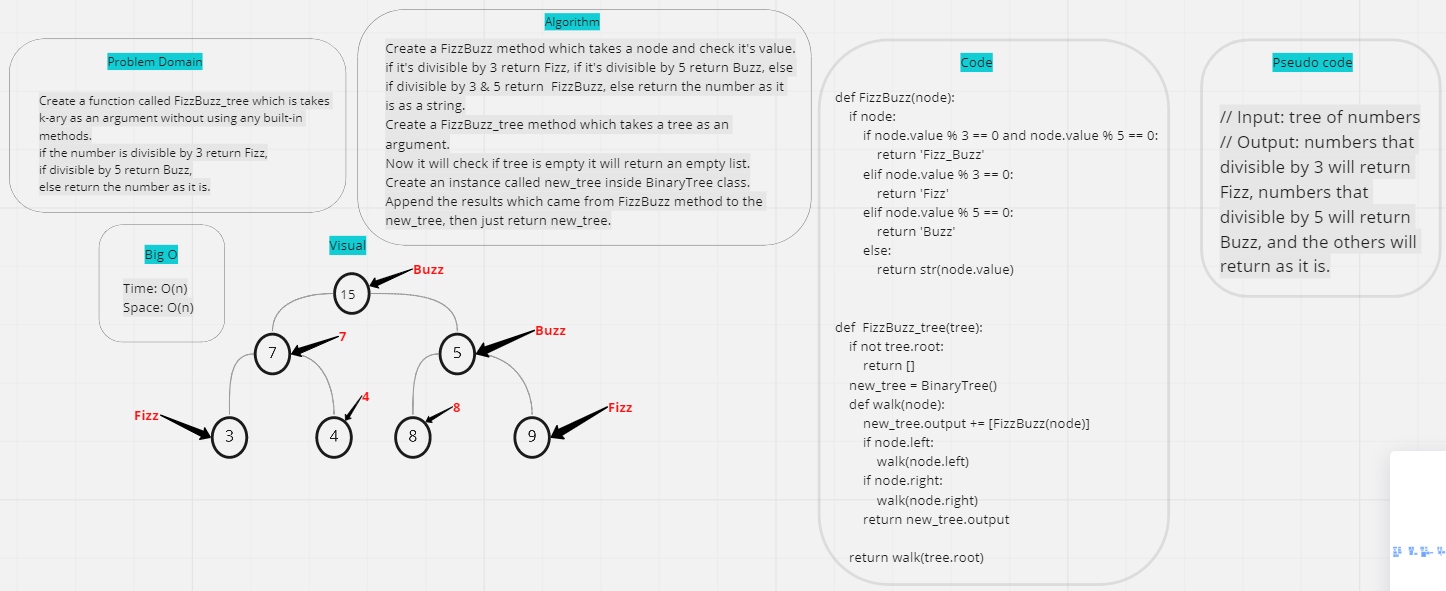 Problem Domain
Create a function called FizzBuzz_tree which is takes
k-ary as an argument without using any built-in
methods.
if the number is divisible by 3 return Fizz,
if divisible by 5 return Buzz,
else return the number as it is.
Algorithm
Create a FizzBuzz method which takes a node and check it's value.
if it's divisible by 3 return Fizz, if it's divisible by 5 return Buzz, else
if divisible by 3 & 5 return FizzBuzz, else return the number as it
is as a string.
Create a FizzBuzz_tree method which takes a tree as an
argument.
Now it will check if tree is empty it will return an empty list.
Create an instance called new_tree inside BinaryTree class.
Append the results which came from FizzBuzz method to the
new_tree, then just return new_tree.
Big O
Time: O(n)
Space: O(n)
Visual
Buzz
15
7
Buzz
7
5
4
8
Fizz
Fizz
3
4
8
9
Code
def FizzBuzz(node):
if node:
if node.value % 3 == 0 and node.value % 5 == 0:
return 'Fizz_Buzz'
elif node.value % 3 == 0:
return 'Fizz'
elif node.value % 5 == 0:
return 'Buzz'
else:
return str(node.value)
def FizzBuzz_tree(tree):
if not tree.root:
return []
new_tree = BinaryTree()
def walk(node):
new_tree.output += [FizzBuzz(node)]
if node.left:
walk(node.left)
if node.right:
walk(node.right)
return new_tree.output
return walk(tree.root)
Pseudo code
// Input: tree of numbers
// Output: numbers that
divisible by 3 will return
Fizz, numbers that
divisible by 5 will return
Buzz, and the others will
return as it is.